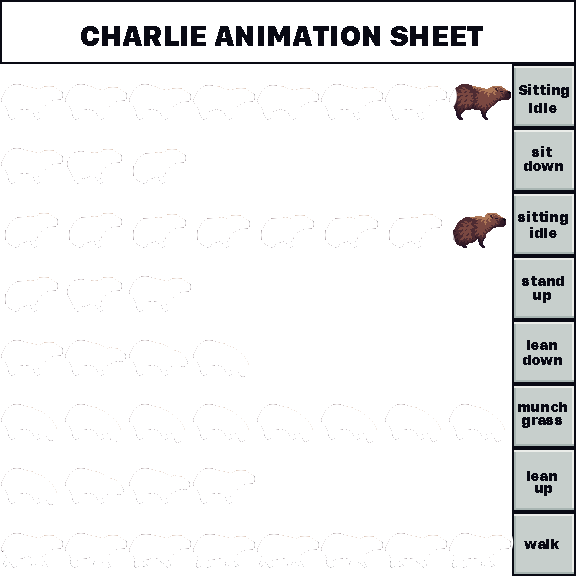 CHARLIE ANIMATION SHEET
Sitting
Idle
sit
down
sitting
idle
stand
up
lean
down
munch
grass
lean
up
walk